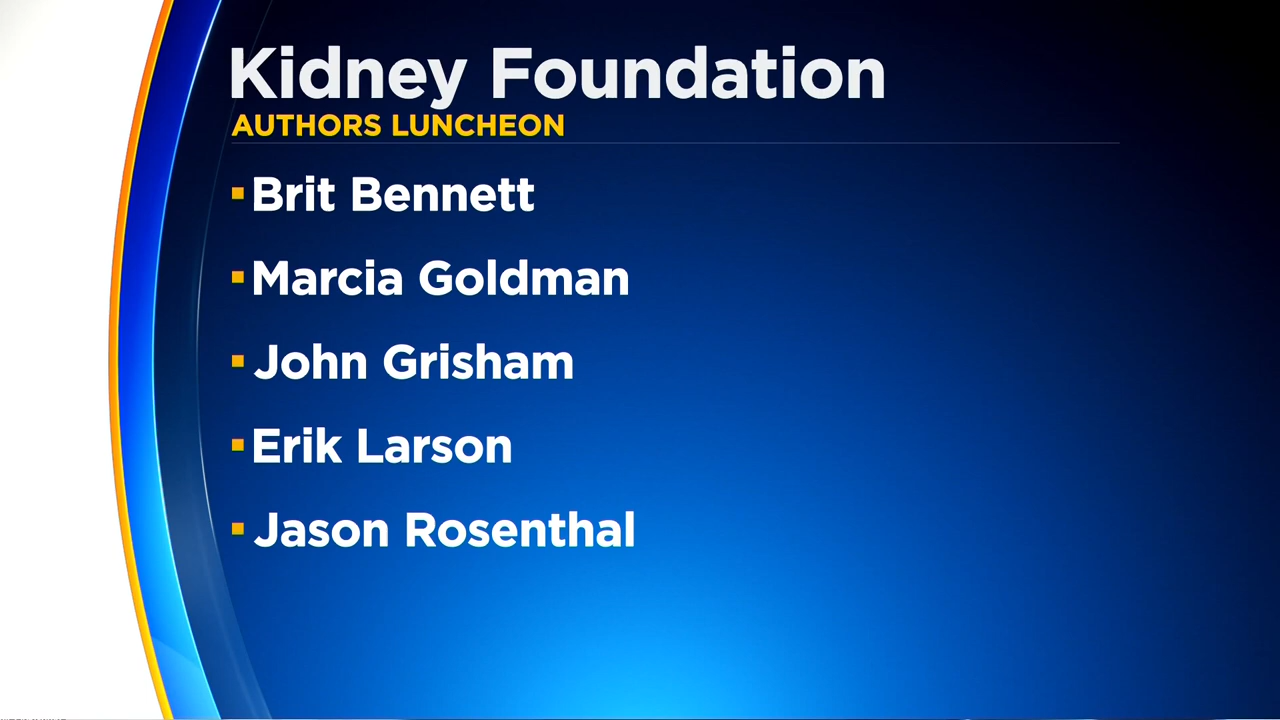 Kidney Foundation
AUTHORS LUNCHEON
Brit Bennett
Marcia Goldman
John Grisham
Erik Larson
Jason Rosenthal